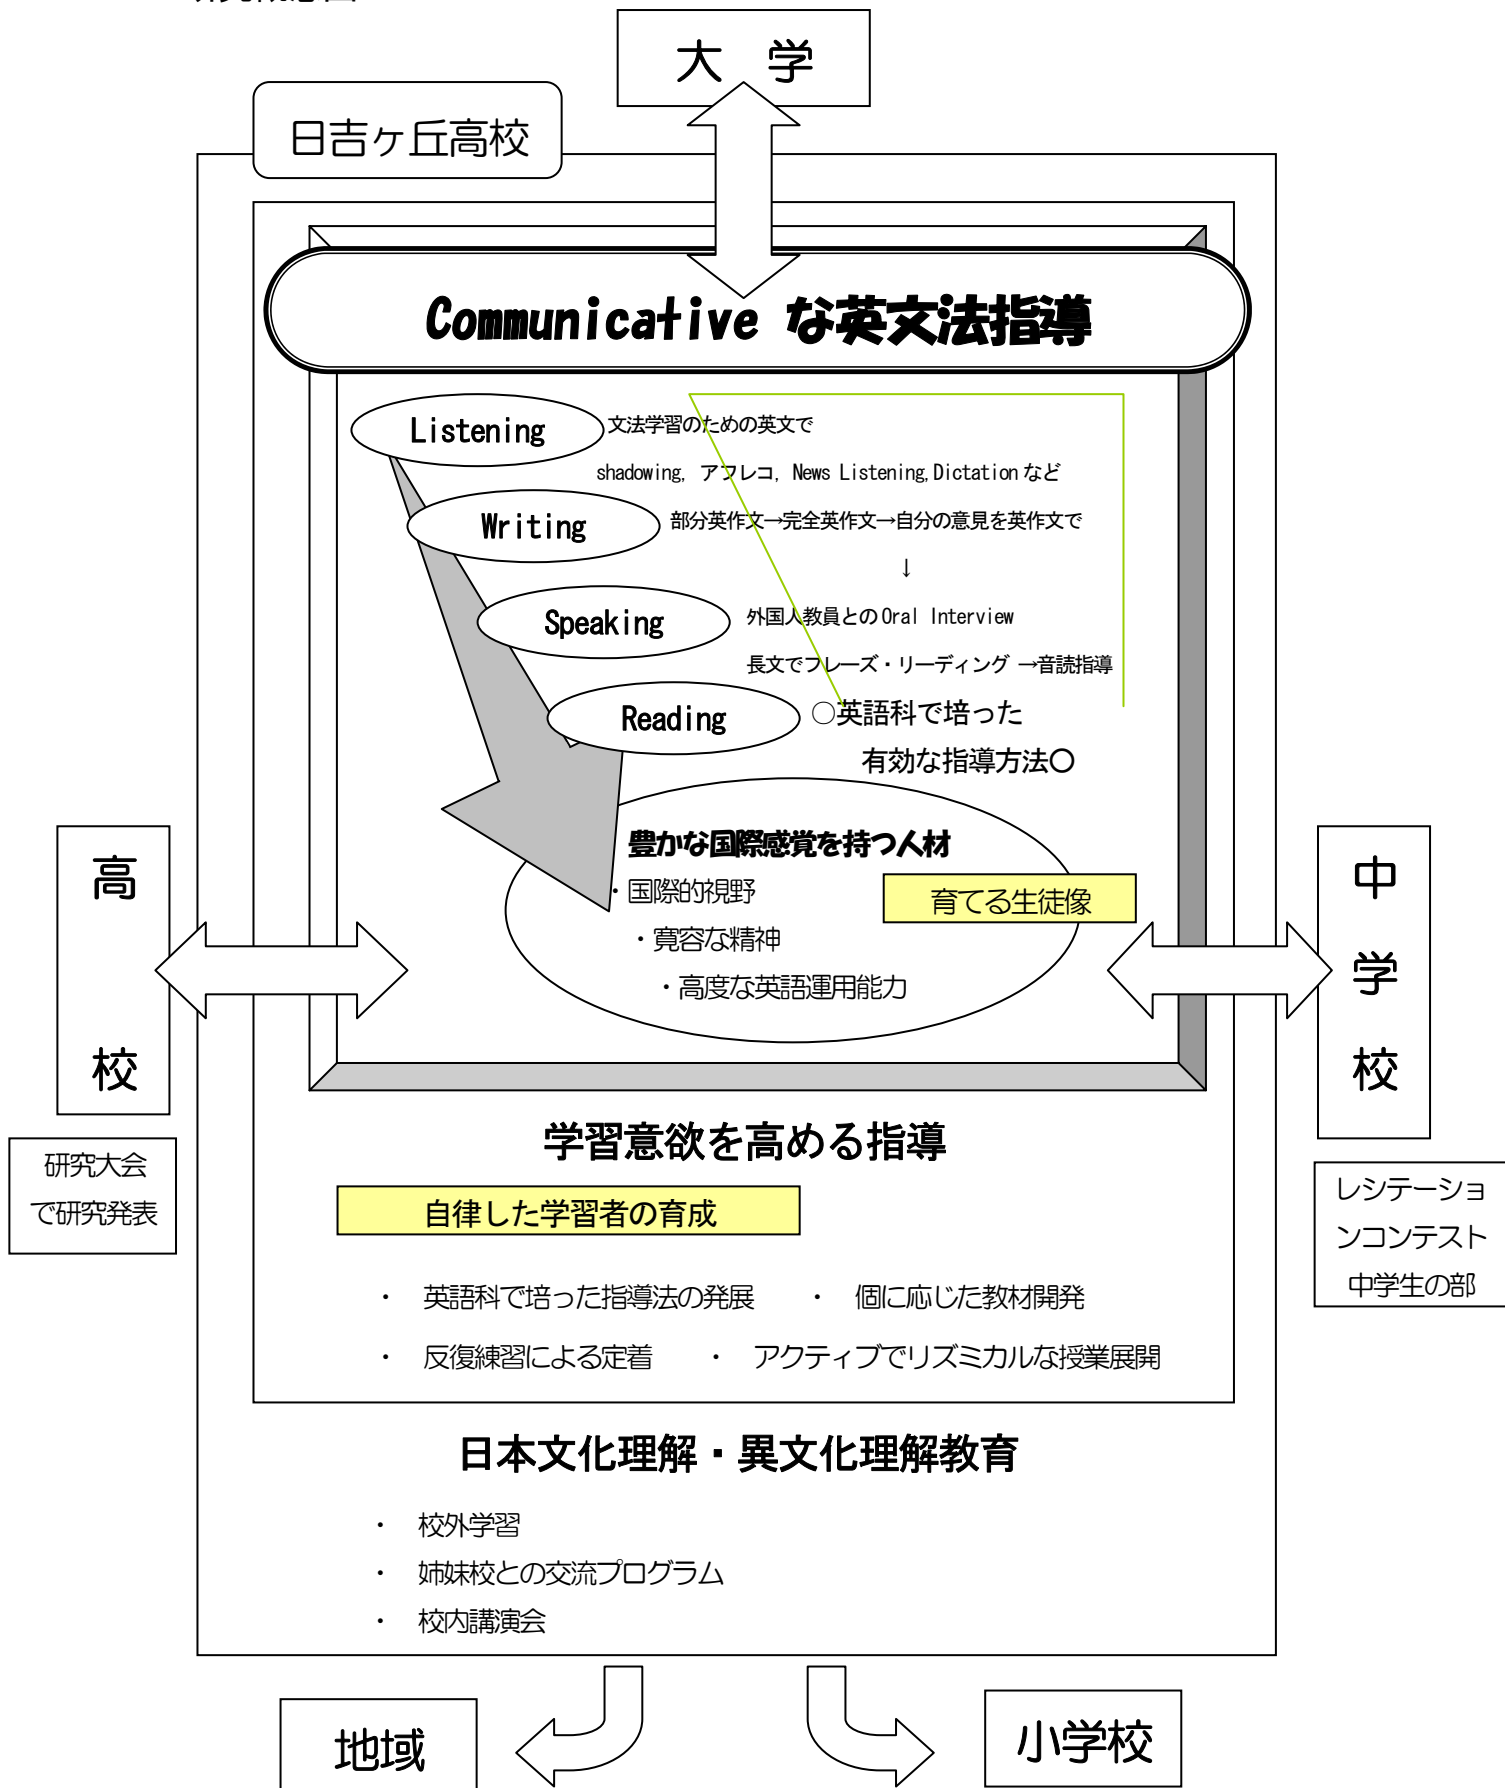 大　学
日吉ヶ丘高校
Communicative な英文法指導
Listening
文法学習のための英文で
shadowing, アフレコ, News Listening,Dictation など
Writing
部分英作文→完全英作文→自分の意見を英作文で
↓
Speaking
外国人教員との Oral Interview
長文でフレーズ・リーディング →音読指導
Reading
○英語科で培った
有効な指導方法○
豊かな国際感覚を持つ人材
・国際的視野
育てる生徒像
・寛容な精神
・高度な英語運用能力
高校
中学校
学習意欲を高める指導
研究大会
で研究発表
レシテーショ
ンコンテスト
中学生の部
自律した学習者の育成
・ 英語科で培った指導法の発展 ・ 個に応じた教材開発
・ 反復練習による定着 ・ アクティブでリズミカルな授業展開
日本文化理解・異文化理解教育
・ 校外学習
・ 姉妹校との交流プログラム
・ 校内講演会
地域
小学校